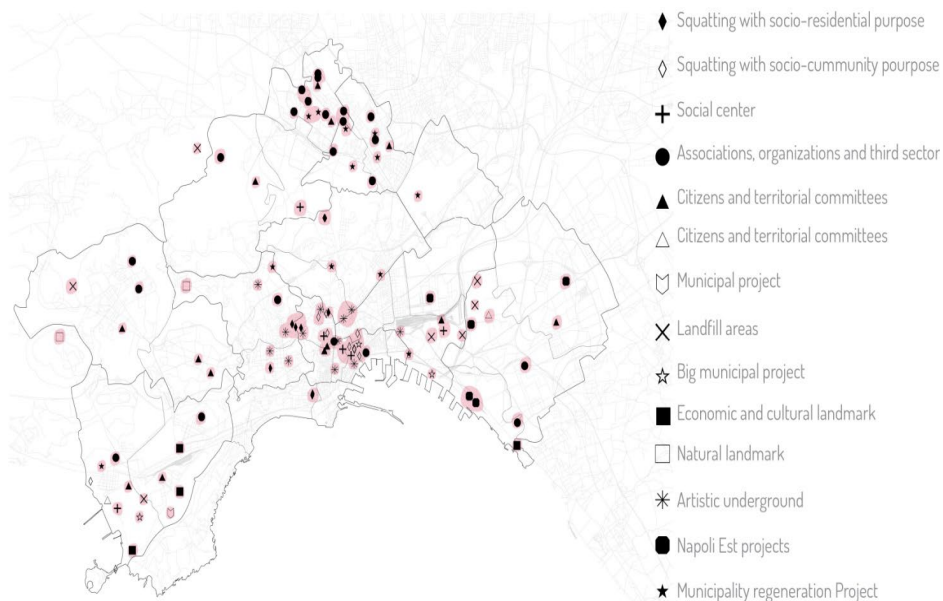 Squatting with socio-residential purpose
Squatting with socio-cummunity pourpose
Social center
Associations, organizations and third sector
Citizens and territorial committees
Citizens and territorial committees
Municipal project
Landfill areas
Big municipal project
Economic and cultural landmark
Natural landmark
Artistic underground
Napoli Est projects
Municipality regeneration Project